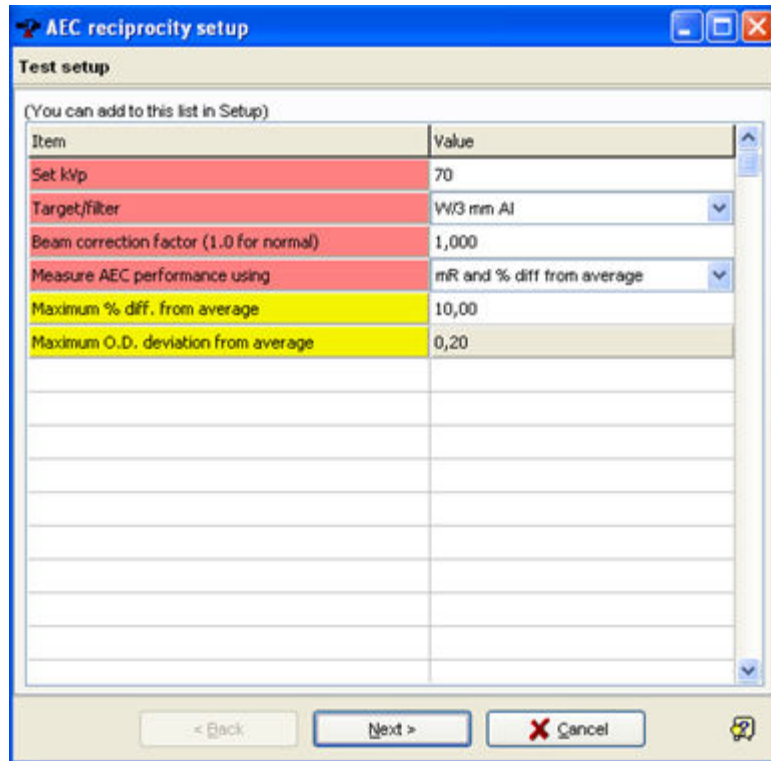 AEC reciprocity setup
Test setup
(You can add to this list in Setup)
Item Value
Set kVp 70
Target/filter W/3 mm Al
Beam correction factor (1.0 for normal) 1,000
Measure AEC performance using mR and % diff from average
Maximum % diff. from average 10,00
Maximum O.D. deviation from average 0,20
< Back Next > Cancel